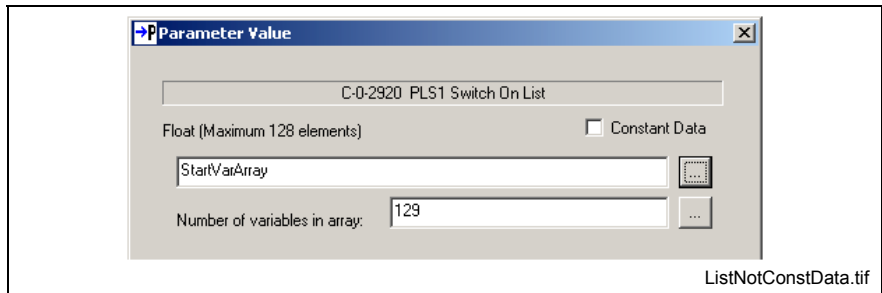 →P Parameter Value
C-0-2920 PLS1 Switch On List
Float (Maximum 128 elements)
Constant Data
StartVarArray
...
Number of variables in array:
129
...
ListNotConstData.tif